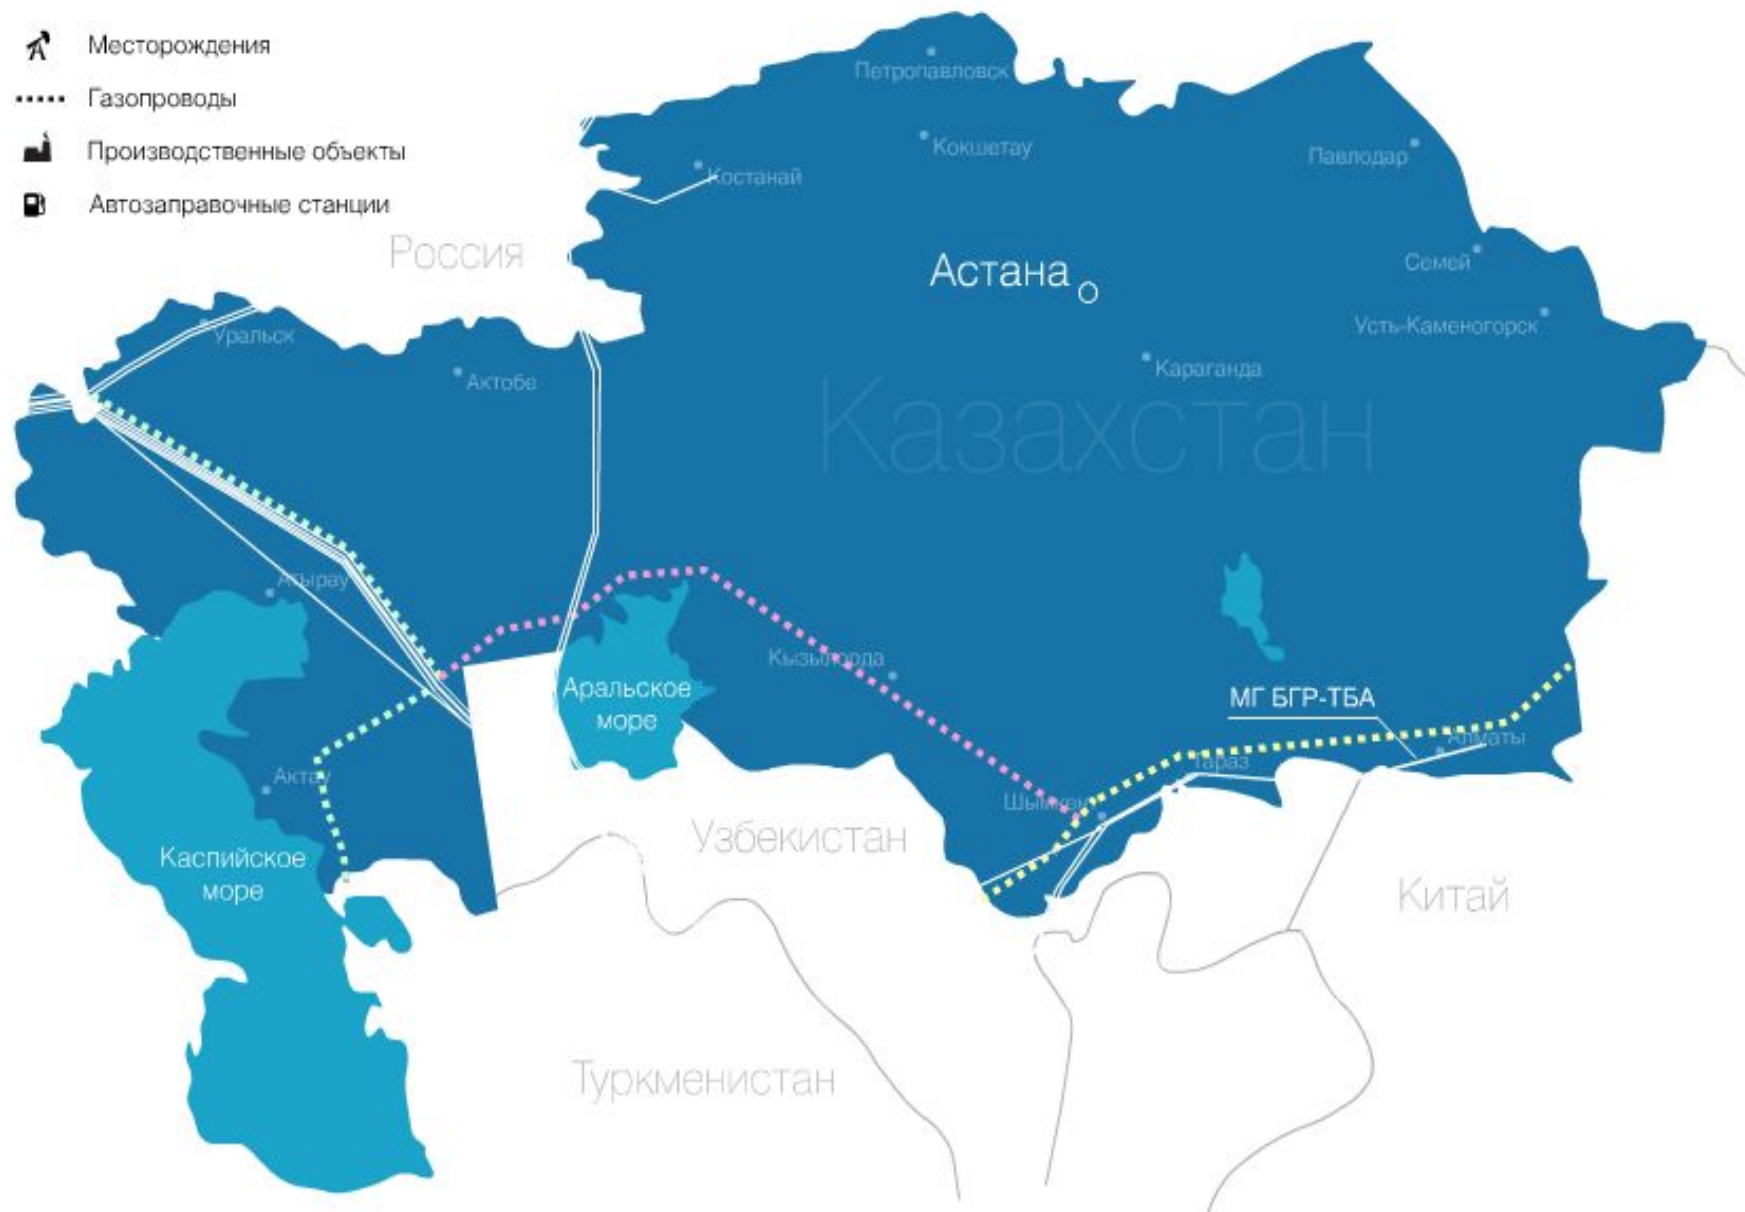 Месторождения
Газопроводы
Производственные объекты
Автозаправочные станции
Россия
Петропавловск
Кокшетау
Костанай
Павлодар
Астана
Семей
Усть-Каменогорск
Уральск
Актобе
Караганда
Казахстан
Атырау
Кызылорда
Аральское
море
МГ БГР-ТБА
Алматы
Тараз
Актау
Шымкент
Каспийское
море
Узбекистан
Китай
Туркменистан